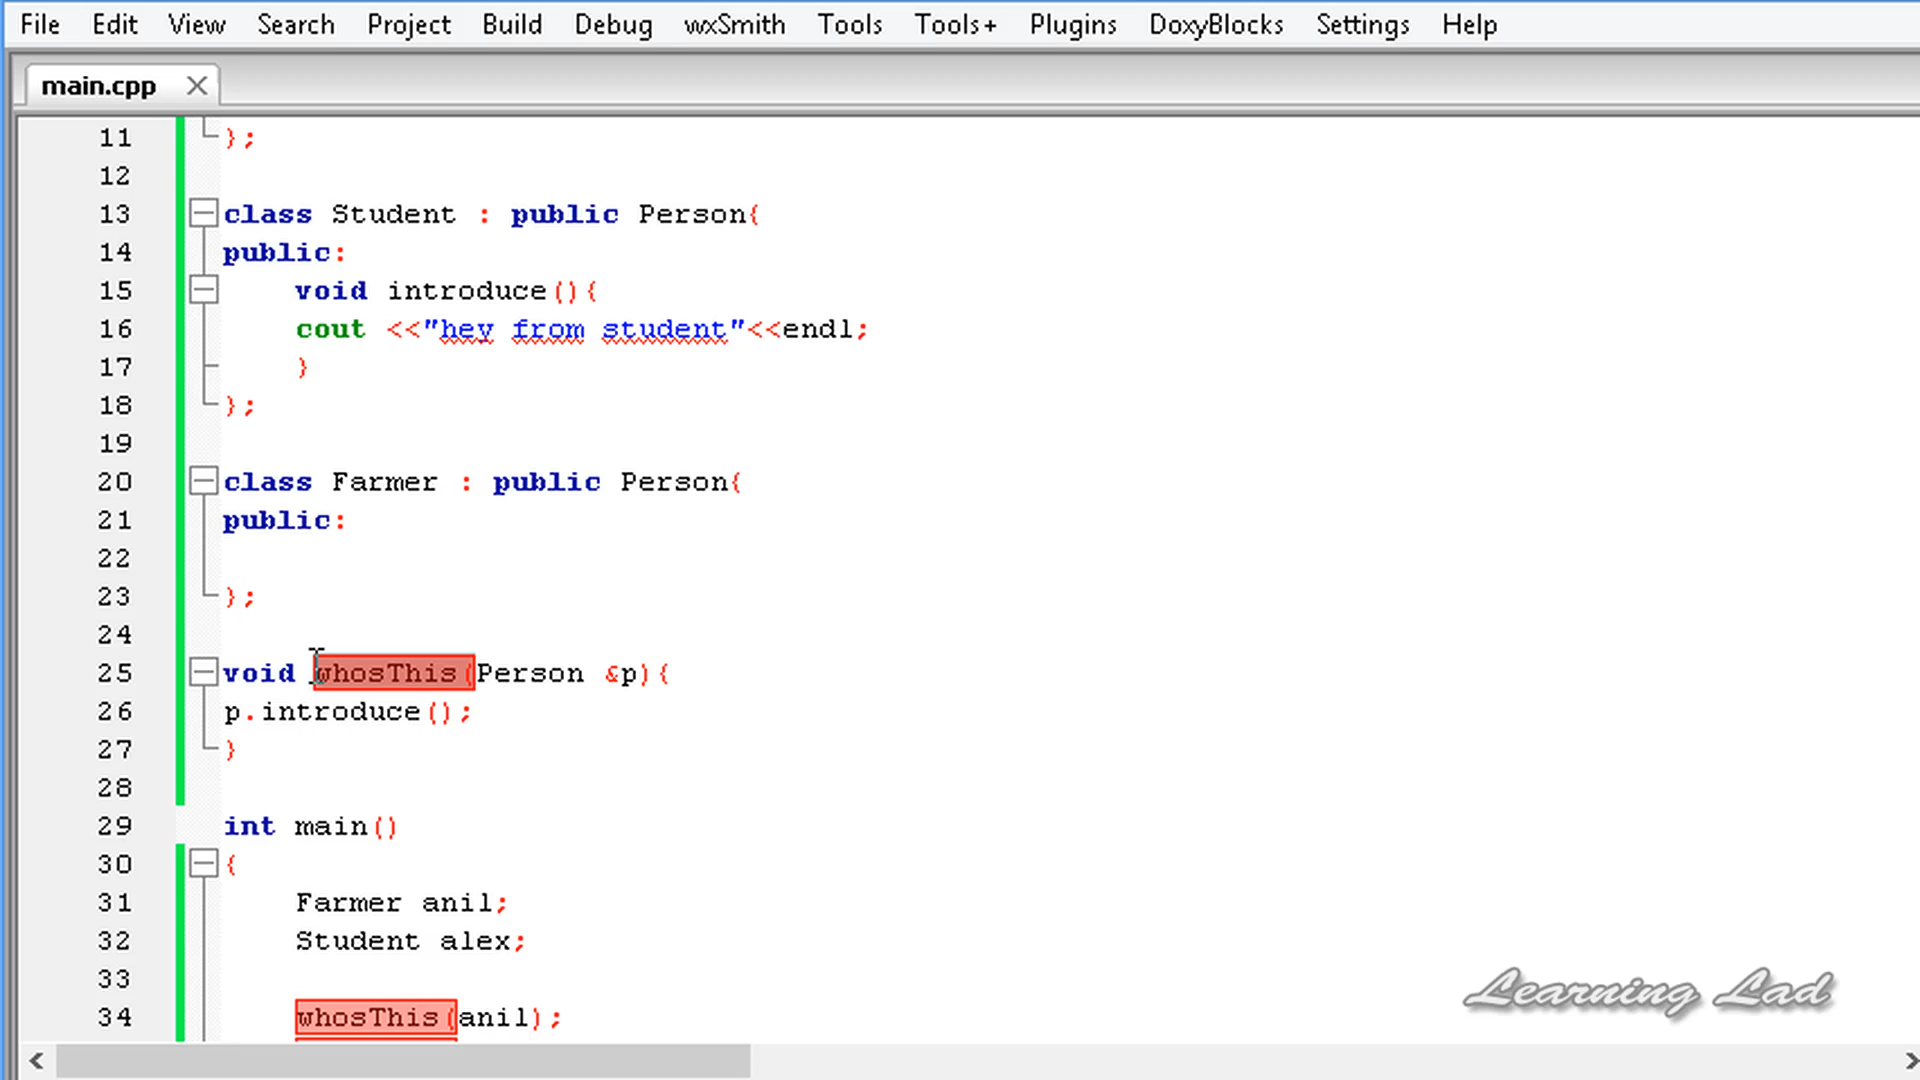 File Edit View Search Project Build Debug wxSmith Tools Tools+ Plugins DoxyBlocks Settings Help
main.cpp
11 };
12
13 class Student : public Person{
14 public:
15     void introduce(){
16     cout <<"hey from student"<<endl;
17     }
18 };
19
20 class Farmer : public Person{
21 public:
22
23 };
24
25 void whosThis(Person &p){
26 p.introduce();
27 }
28
29 int main()
30 {
31     Farmer anil;
32     Student alex;
33
34     whosThis(anil);
Learning Lad